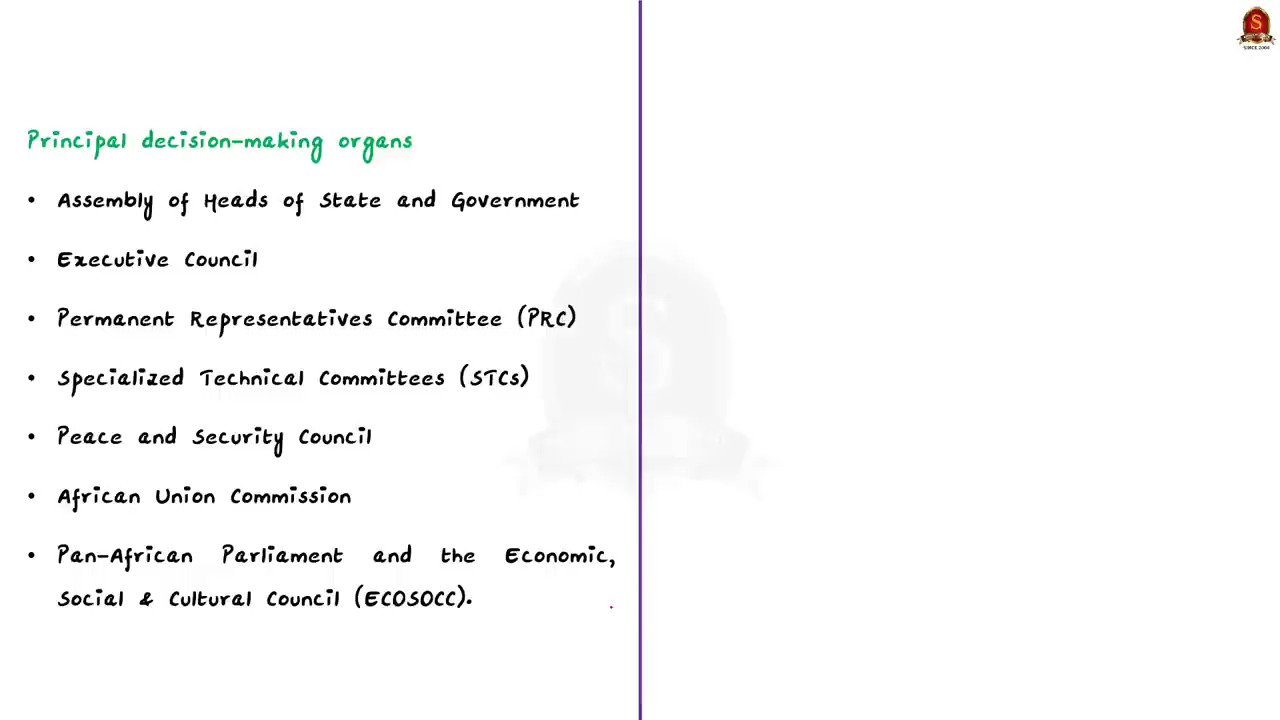 Principal decision-making organs
• Assembly of Heads of State and Government
• Executive Council
• Permanent Representatives Committee (PRC)
• Specialized Technical Committees (STCs)
• Peace and Security Council
• African Union Commission
• Pan-African Parliament and the Economic,
Social & Cultural Council (ECOSOCC).
S
SINCE 2004
S